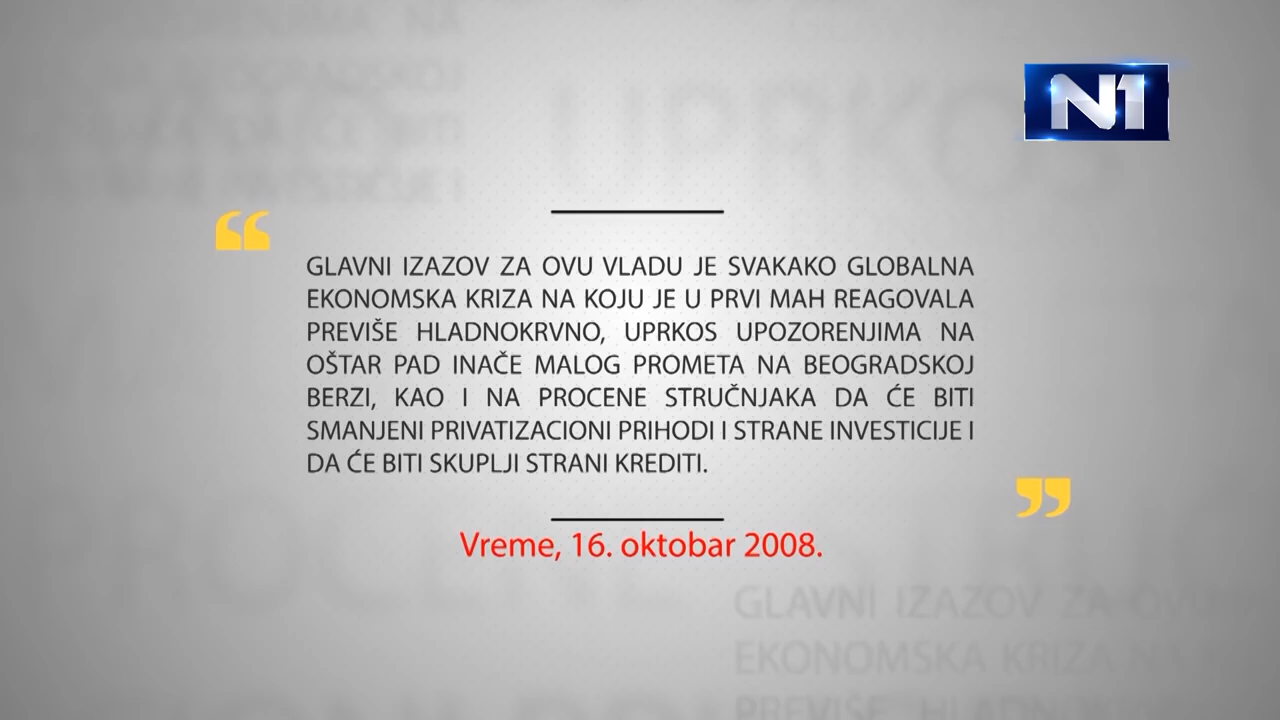 N1
GLAVNI IZAZOV ZA OVU VLADU JE SVAKAKO GLOBALNA
EKONOMSKA KRIZA NA KOJU JE U PRVI MAH REAGOVALA
PREVIŠE HLADNOKRVNO, UPRKOS UPOZORENJIMA NA
OŠTAR PAD INAČE MALOG PROMETA NA BEOGRADSKOJ
BERZI, KAO I NA PROCENE STRUČNJAKA DA ĆE BITI
SMANJENI PRIVATIZACIONI PRIHODI I STRANE INVESTICIJE I
DA ĆE BITI SKUPLJI STRANI KREDITI.
Vreme, 16. oktobar 2008.
GLAVNI IZAZOV ZA
EKONOMSKA KRIZA
PREVIŠE